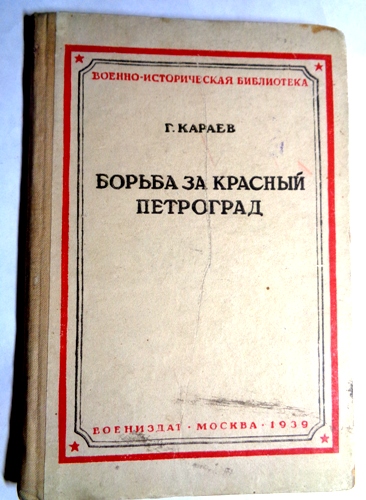 ВОЕННО-ИСТОРИЧЕСКАЯ БИБЛИОТЕКА
Г. КАРАЕВ
БОРЬБА ЗА КРАСНЫЙ
ПЕТРОГРАД
ВОЕНИЗДАТ · МОСКВА · 1939